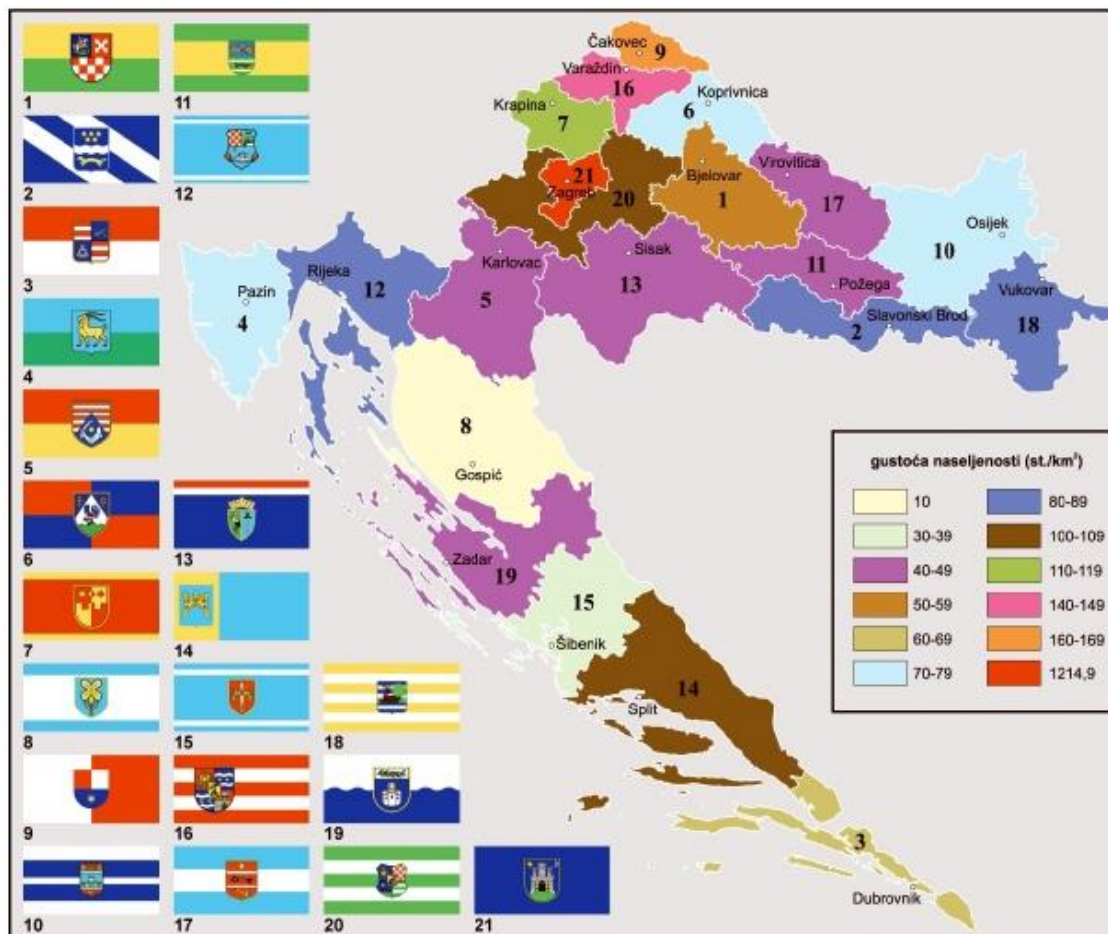 1
11
2
12
3
4
5
6
13
7
14
8
15
18
9
16
19
10
17
20
21
Čakovec
9
Varaždin
16
Krapina
7
Koprivnica
6
21
Zagreb
20
Bjelovar
1
Virovitica
17
Osijek
10
Pazin
4
Rijeka
12
Karlovac
5
Sisak
13
11
Požega
Vukovar
18
Slavonski Brod
2
8
Gospić
Zadar
19
15
Šibenik
14
Split
3
Dubrovnik
gustoća naseljenosti (st./km²)
10
80-89
30-39
100-109
40-49
110-119
50-59
140-149
60-69
160-169
70-79
1214,9